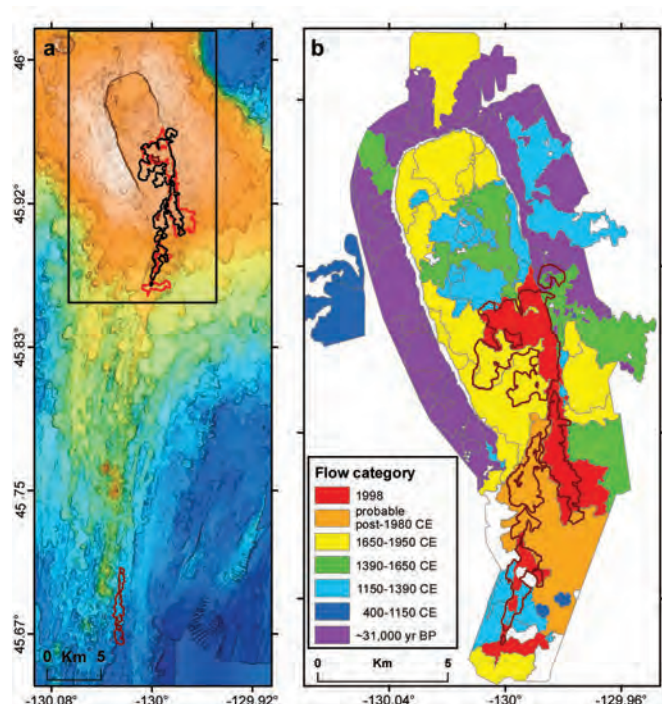 a
46°
45.92°
45.83°
45.75°
45.67°
0 Km 5
-130.08 -130° -129.92
b
Flow category
1998
probable
post-1980 CE
1650-1950 CE
1390-1650 CE
1150-1390 CE
400-1150 CE
~31,000 yr BP
0 Km 5
-130.04 -130° -129.96